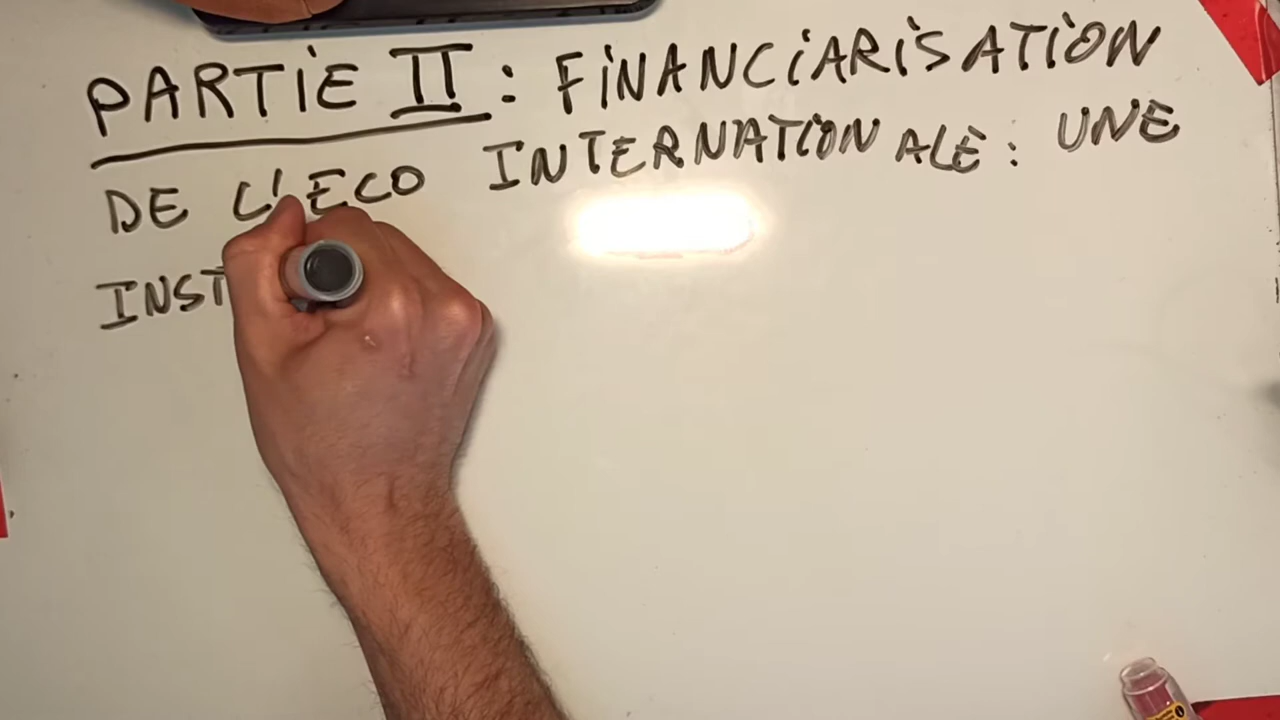 PARTIE II : FINANCIARISATION
DE L'ECO INTERNATIONALE : UNE
INST